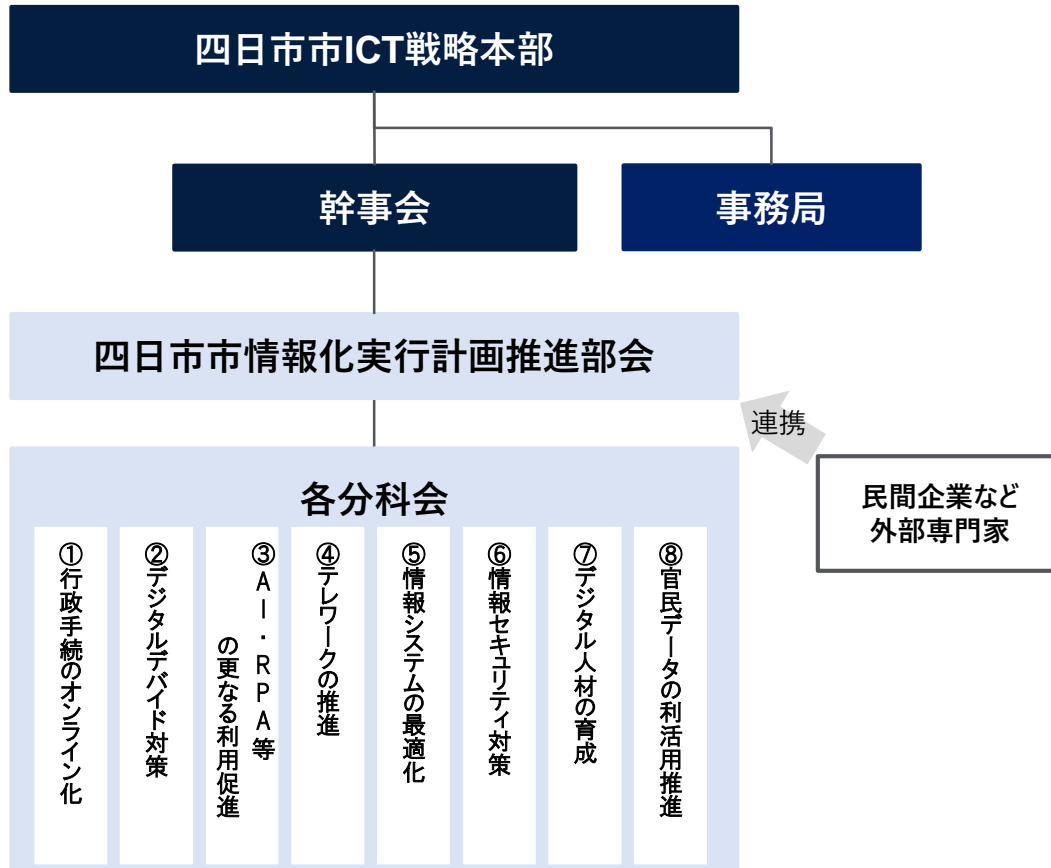 四日市市ICT戦略本部
幹事会
事務局
四日市市情報化実行計画推進部会
連携
民間企業など
外部専門家
各分科会
①行政手続のオンライン化
②デジタルデバイド対策
③AI・RPA等
の更なる利用促進
④テレワークの推進
⑤情報システムの最適化
⑥情報セキュリティ対策
⑦デジタル人材の育成
⑧官民データの利活用推進